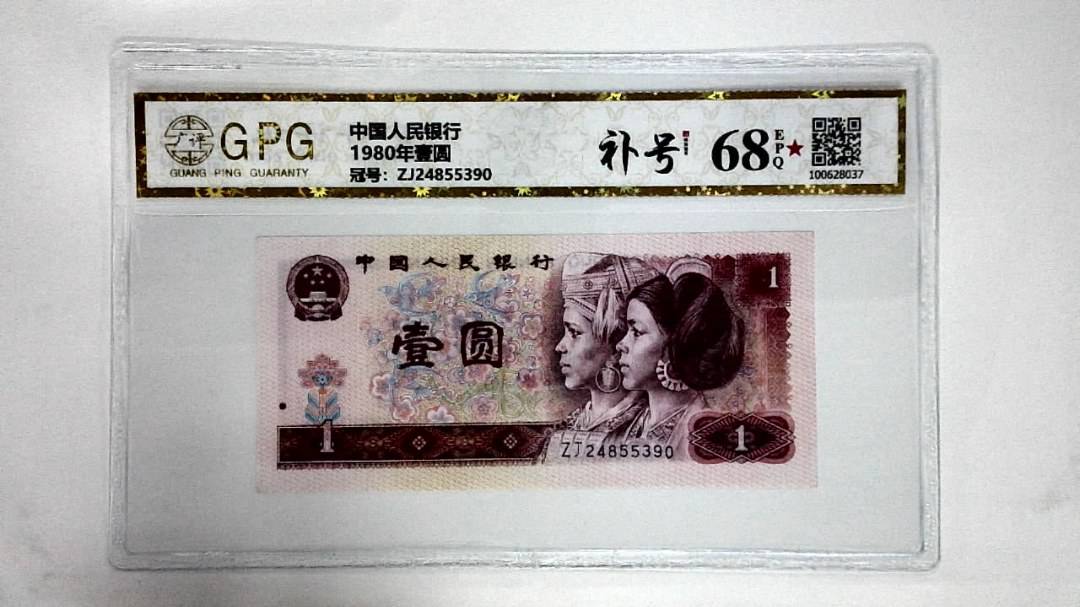 GPG
GUANG PING GUARANTY
中国人民银行
1980年壹圆
冠号：ZJ24855390
补号
68
EPQ
100628037
中国人民银行
1
壹圆
1
ZJ24855390
1